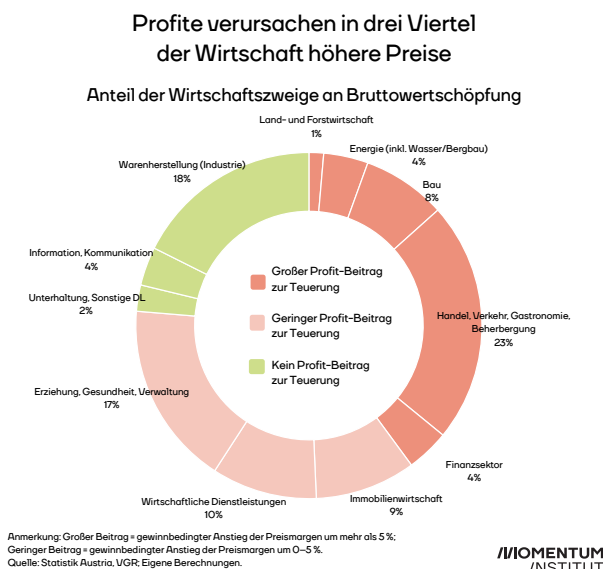 Profite verursachen in drei Viertel
der Wirtschaft höhere Preise
Anteil der Wirtschaftszweige an Bruttowertschöpfung
Land- und Forstwirtschaft
1%
Energie (inkl. Wasser/Bergbau)
4%
Bau
8%
Handel, Verkehr, Gastronomie,
Beherbergung
23%
Finanzsektor
4%
Immobilienwirtschaft
9%
Wirtschaftliche Dienstleistungen
10%
Erziehung, Gesundheit, Verwaltung
17%
Unterhaltung, Sonstige DL
2%
Information, Kommunikation
4%
Warenherstellung (Industrie)
18%
Großer Profit-Beitrag
zur Teuerung
Geringer Profit-Beitrag
zur Teuerung
Kein Profit-Beitrag
zur Teuerung
Anmerkung: Großer Beitrag = gewinnbedingter Anstieg der Preismargen um mehr als 5 %;
Geringer Beitrag = gewinnbedingter Anstieg der Preismargen um 0–5 %.
Quelle: Statistik Austria, VGR; Eigene Berechnungen.
MOMENTUM
INSTITUT